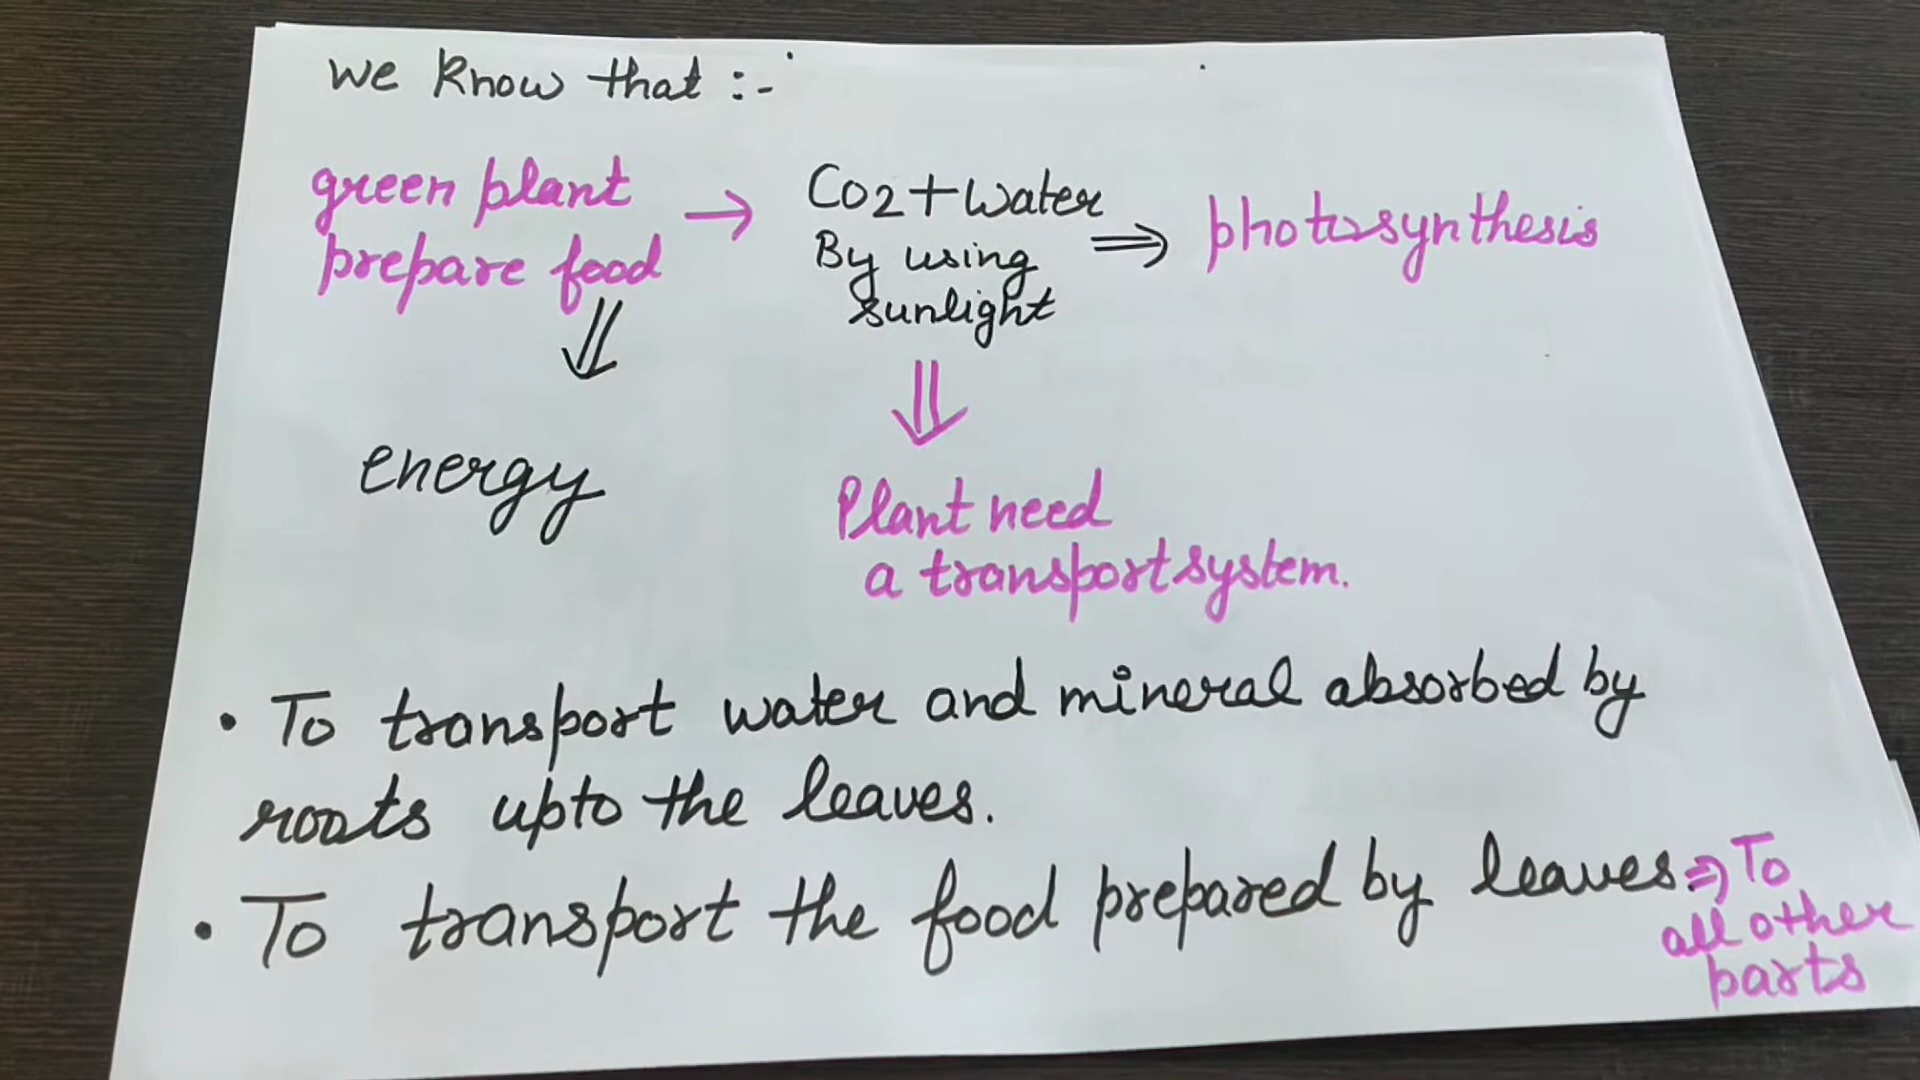 we know that :-
green plant → Co2+water ⇒ photosynthesis
prepare food By using
sunlight
⇓ ⇓
energy Plant need
a transport system.
• To transport water and mineral absorbed by
roots upto the leaves.
• To transport the food prepared by leaves ⇒ To
all other
parts